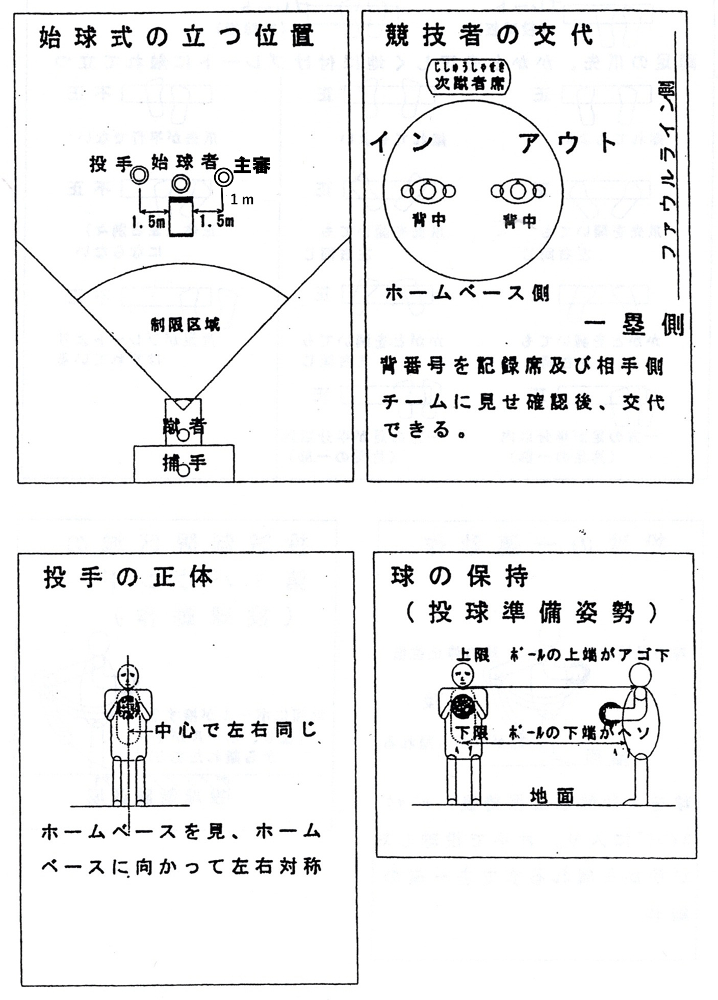 始球式の立つ位置
投手 始球者 主審
1m
1.5m 1.5m
制限区域
蹴者
捕手
競技者の交代
じしゅうしゃせき
次蹴者席
イン アウト
背中 背中
ファウルライン側
ホームベース側
一塁側
背番号を記録席及び相手側
チームに見せ確認後、交代
できる。
投手の正体
中心で左右同じ
ホームベースを見、ホーム
ベースに向かって左右対称
球の保持
(投球準備姿勢)
上限 ボールの上端がアゴ下
下限 ボールの下端がヘソ
地面